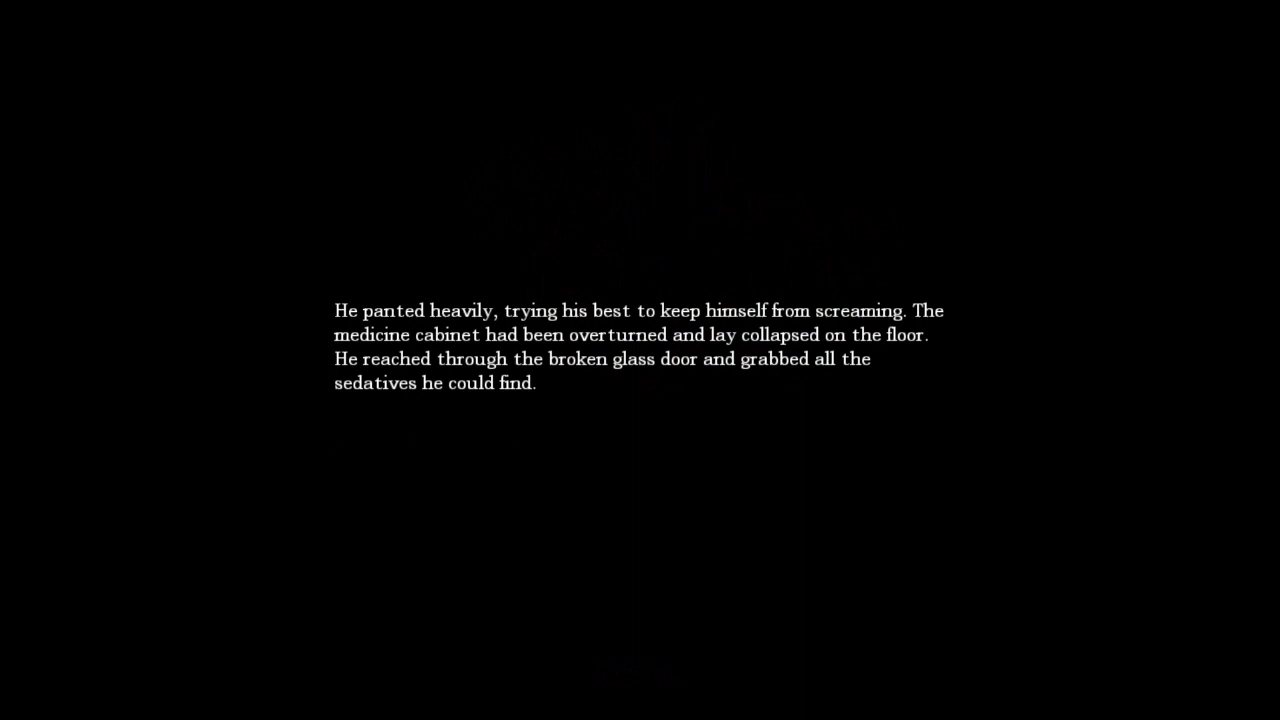 He panted heavily, trying his best to keep himself from screaming. The
medicine cabinet had been overturned and lay collapsed on the floor.
He reached through the broken glass door and grabbed all the
sedatives he could find.